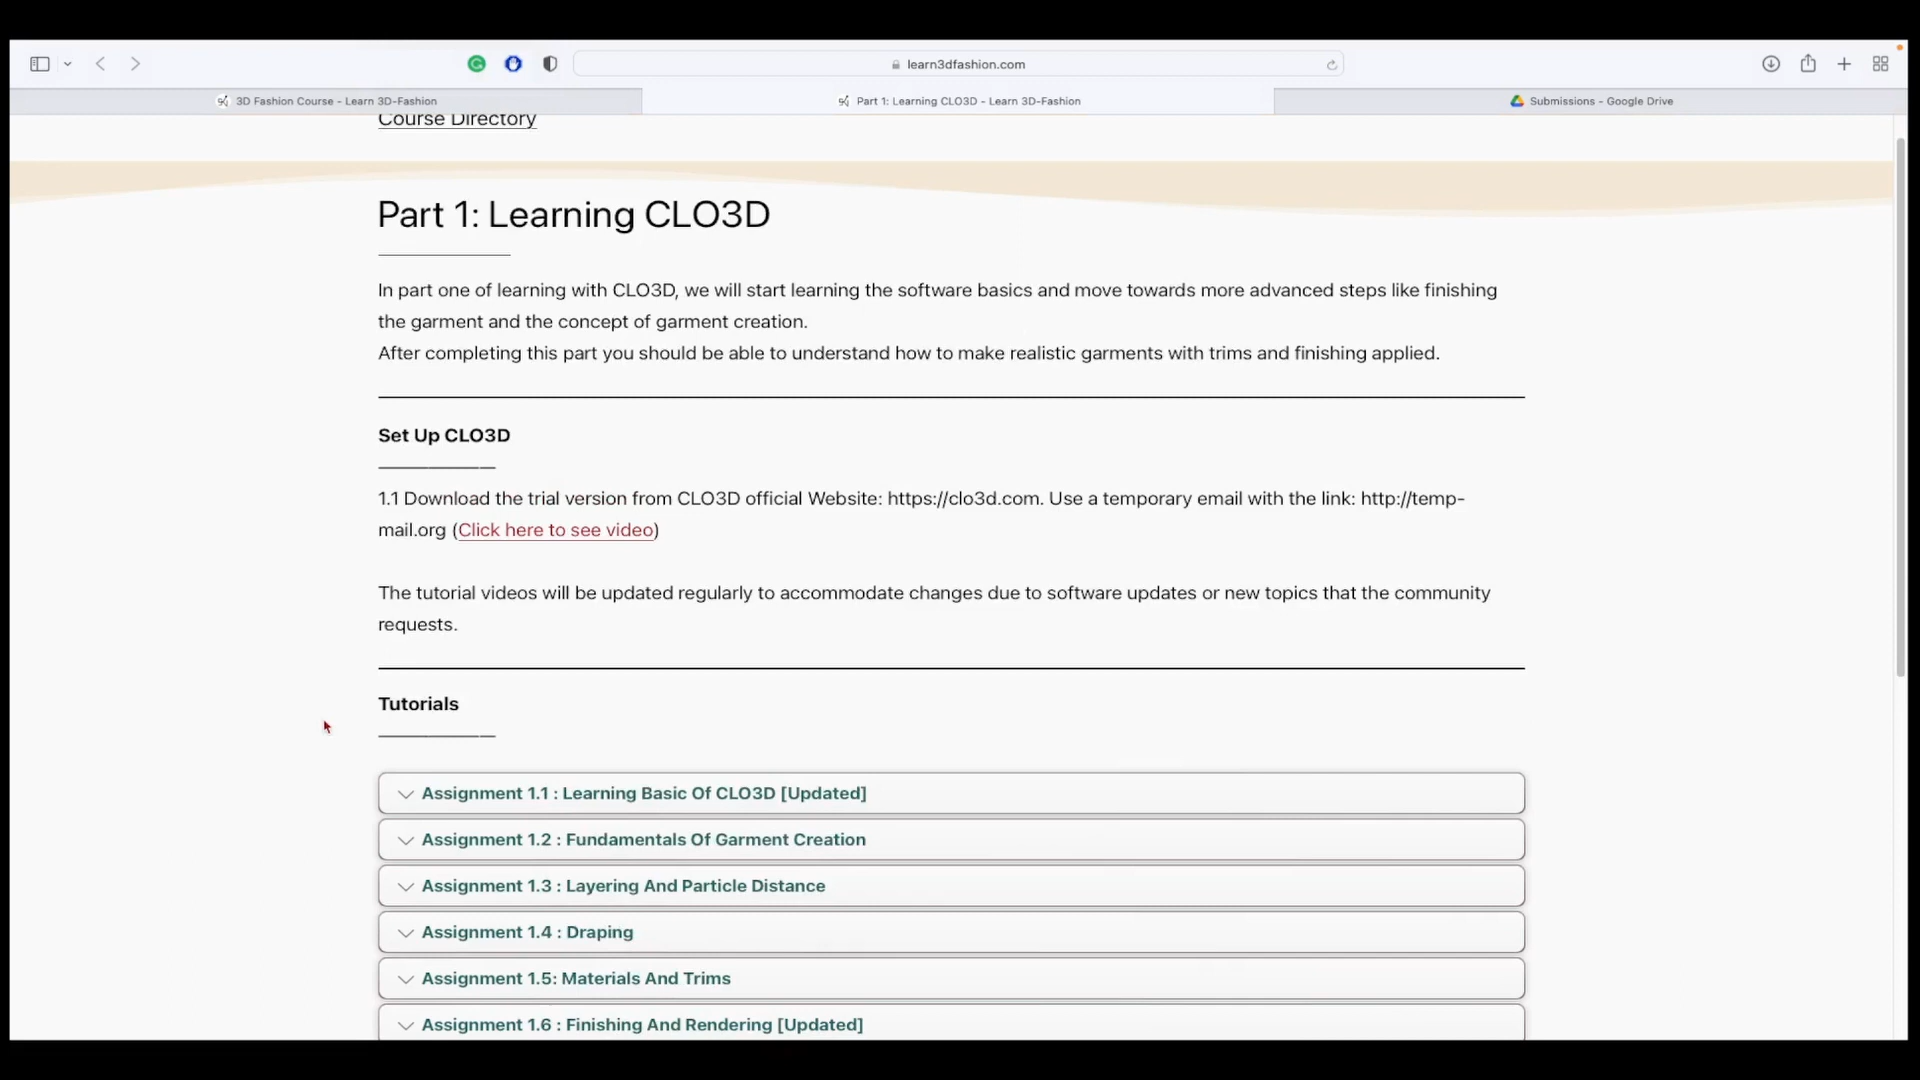 learn3dfashion.com
3D Fashion Course - Learn 3D-Fashion
Part 1: Learning CLO3D - Learn 3D-Fashion
Submissions - Google Drive
Course Directory
Part 1: Learning CLO3D
In part one of learning with CLO3D, we will start learning the software basics and move towards more advanced steps like finishing
the garment and the concept of garment creation.
After completing this part you should be able to understand how to make realistic garments with trims and finishing applied.
Set Up CLO3D
1.1 Download the trial version from CLO3D official Website: https://clo3d.com. Use a temporary email with the link: http://temp-
mail.org (Click here to see video)
The tutorial videos will be updated regularly to accommodate changes due to software updates or new topics that the community
requests.
Tutorials
Assignment 1.1 : Learning Basic Of CLO3D [Updated]
Assignment 1.2 : Fundamentals Of Garment Creation
Assignment 1.3 : Layering And Particle Distance
Assignment 1.4 : Draping
Assignment 1.5: Materials And Trims
Assignment 1.6 : Finishing And Rendering [Updated]